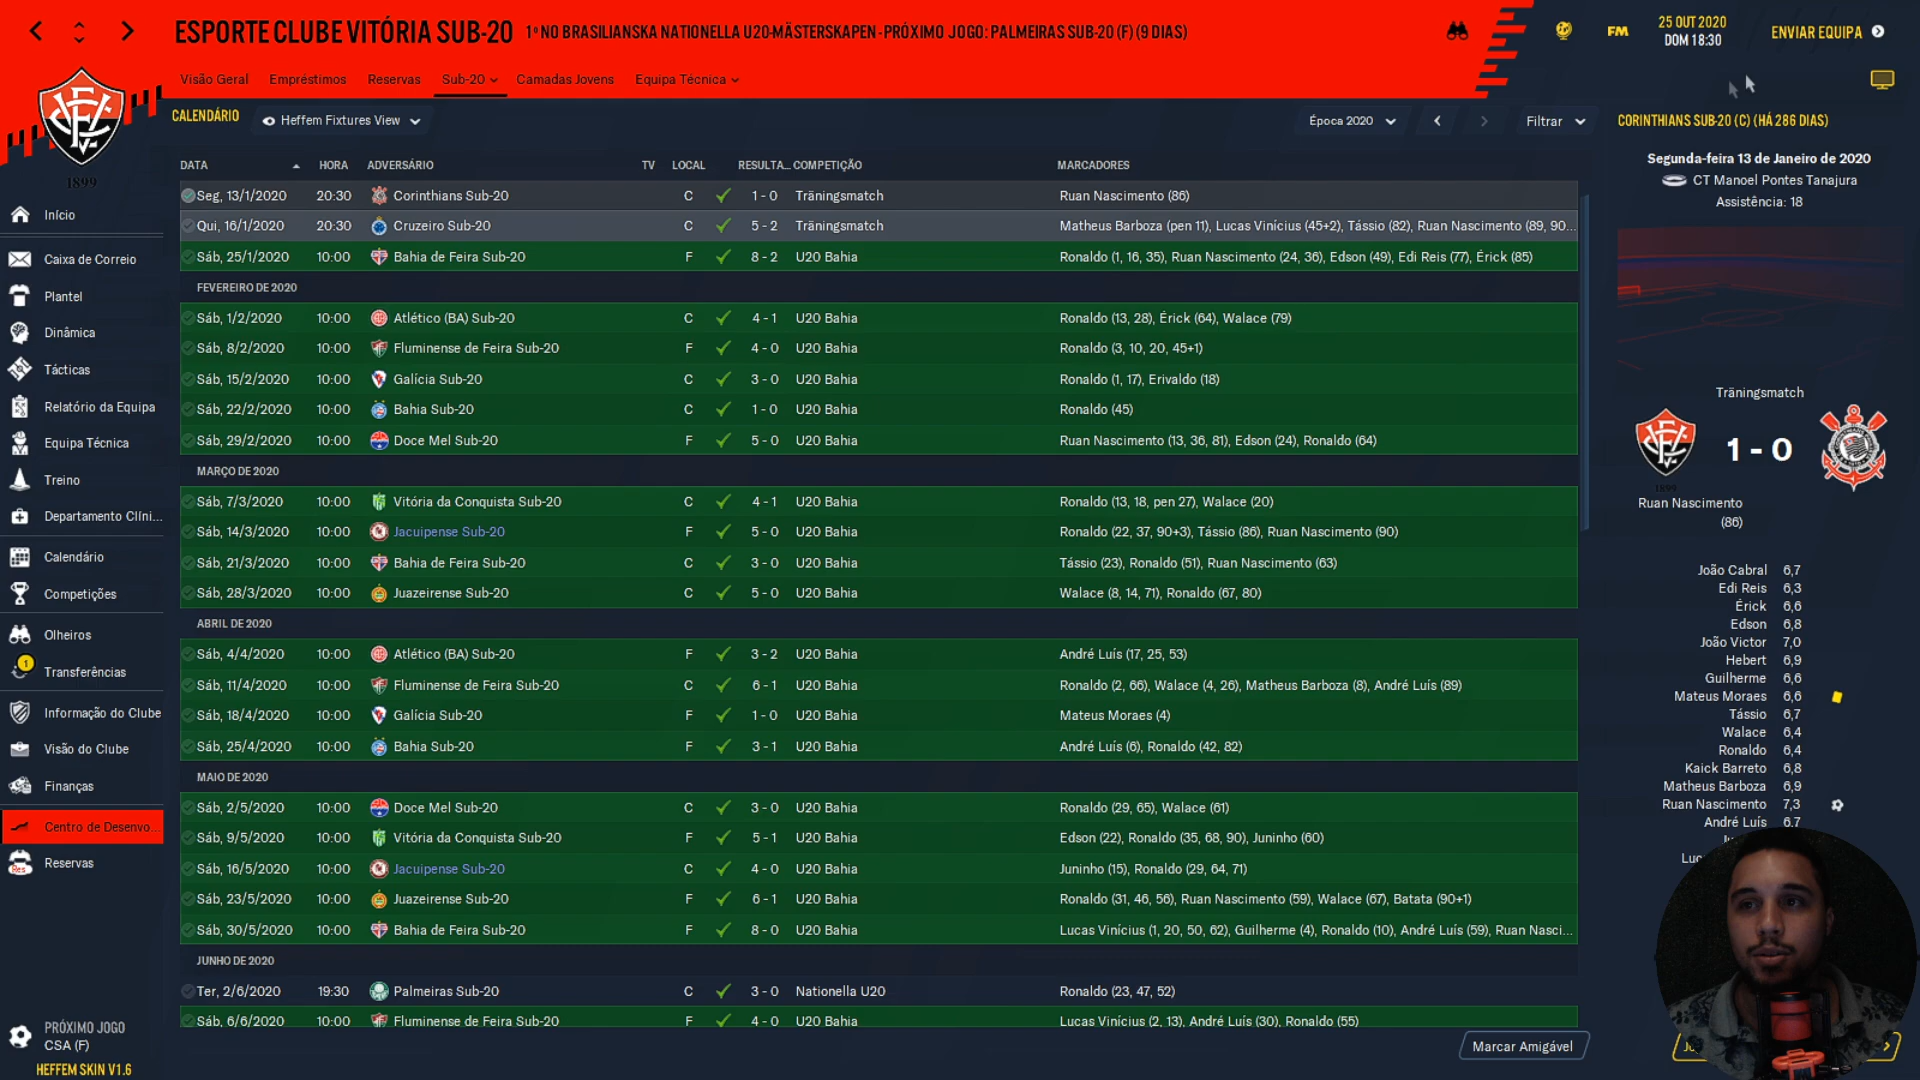 ESPORTE CLUBE VITÓRIA SUB-20
1º NO BRASILIANSKA NATIONELLA U20-MÄSTERSKAPEN - PRÓXIMO JOGO: PALMEIRAS SUB-20 (F) (9 DIAS)
FM
25 OUT 2020
DOM 18:30
ENVIAR EQUIPA
Visão Geral
Empréstimos
Reservas
Sub-20
Camadas Jovens
Equipa Técnica
1899
Início
Caixa de Correio
Plantel
Dinâmica
Tácticas
Relatório da Equipa
Equipa Técnica
Treino
Departamento Clíni...
Calendário
Competições
Olheiros
1
Transferências
Informação do Clube
Visão do Clube
Finanças
Centro de Desenvo...
Res
Reservas
PRÓXIMO JOGO
CSA (F)
HEFFEM SKIN V1.6
CALENDÁRIO
Heffem Fixtures View
Época 2020
Filtrar
DATA HORA ADVERSÁRIO TV LOCAL RESULTA... COMPETIÇÃO MARCADORES
Seg, 13/1/2020 20:30 Corinthians Sub-20 C 1 - 0 Träningsmatch Ruan Nascimento (86)
Qui, 16/1/2020 20:30 Cruzeiro Sub-20 C 5 - 2 Träningsmatch Matheus Barboza (pen 11), Lucas Vinícius (45+2), Tássio (82), Ruan Nascimento (89, 90...
Sáb, 25/1/2020 10:00 Bahia de Feira Sub-20 F 8 - 2 U20 Bahia Ronaldo (1, 16, 35), Ruan Nascimento (24, 36), Edson (49), Edi Reis (77), Érick (85)
FEVEREIRO DE 2020
Sáb, 1/2/2020 10:00 Atlético (BA) Sub-20 C 4 - 1 U20 Bahia Ronaldo (13, 28), Érick (64), Walace (79)
Sáb, 8/2/2020 10:00 Fluminense de Feira Sub-20 F 4 - 0 U20 Bahia Ronaldo (3, 10, 20, 45+1)
Sáb, 15/2/2020 10:00 Galícia Sub-20 C 3 - 0 U20 Bahia Ronaldo (1, 17), Erivaldo (18)
Sáb, 22/2/2020 10:00 Bahia Sub-20 C 1 - 0 U20 Bahia Ronaldo (45)
Sáb, 29/2/2020 10:00 Doce Mel Sub-20 F 5 - 0 U20 Bahia Ruan Nascimento (13, 36, 81), Edson (24), Ronaldo (64)
MARÇO DE 2020
Sáb, 7/3/2020 10:00 Vitória da Conquista Sub-20 C 4 - 1 U20 Bahia Ronaldo (13, 18, pen 27), Walace (20)
Sáb, 14/3/2020 10:00 Jacuipense Sub-20 F 5 - 0 U20 Bahia Ronaldo (22, 37, 90+3), Tássio (86), Ruan Nascimento (90)
Sáb, 21/3/2020 10:00 Bahia de Feira Sub-20 C 3 - 0 U20 Bahia Tássio (23), Ronaldo (51), Ruan Nascimento (63)
Sáb, 28/3/2020 10:00 Juazeirense Sub-20 C 5 - 0 U20 Bahia Walace (8, 14, 71), Ronaldo (67, 80)
ABRIL DE 2020
Sáb, 4/4/2020 10:00 Atlético (BA) Sub-20 F 3 - 2 U20 Bahia André Luís (17, 25, 53)
Sáb, 11/4/2020 10:00 Fluminense de Feira Sub-20 C 6 - 1 U20 Bahia Ronaldo (2, 66), Walace (4, 26), Matheus Barboza (8), André Luís (89)
Sáb, 18/4/2020 10:00 Galícia Sub-20 F 1 - 0 U20 Bahia Mateus Moraes (4)
Sáb, 25/4/2020 10:00 Bahia Sub-20 F 3 - 1 U20 Bahia André Luís (6), Ronaldo (42, 82)
MAIO DE 2020
Sáb, 2/5/2020 10:00 Doce Mel Sub-20 C 3 - 0 U20 Bahia Ronaldo (29, 65), Walace (61)
Sáb, 9/5/2020 10:00 Vitória da Conquista Sub-20 F 5 - 1 U20 Bahia Edson (22), Ronaldo (35, 68, 90), Juninho (60)
Sáb, 16/5/2020 10:00 Jacuipense Sub-20 C 4 - 0 U20 Bahia Juninho (15), Ronaldo (29, 64, 71)
Sáb, 23/5/2020 10:00 Juazeirense Sub-20 F 6 - 1 U20 Bahia Ronaldo (31, 46, 56), Ruan Nascimento (59), Walace (67), Batata (90+1)
Sáb, 30/5/2020 10:00 Bahia de Feira Sub-20 F 8 - 0 U20 Bahia Lucas Vinícius (1, 20, 50, 62), Guilherme (4), Ronaldo (10), André Luís (59), Ruan Nasci...
JUNHO DE 2020
Ter, 2/6/2020 19:30 Palmeiras Sub-20 C 3 - 0 Nationella U20 Ronaldo (23, 47, 52)
Sáb, 6/6/2020 10:00 Fluminense de Feira Sub-20 F 4 - 0 U20 Bahia Lucas Vinícius (2, 13), André Luís (30), Ronaldo (55)
Marcar Amigável
CORINTHIANS SUB-20 (C) (HÁ 286 DIAS)
Segunda-feira 13 de Janeiro de 2020
CT Manoel Pontes Tanajura
Assistência: 18
Träningsmatch
1 - 0
1899
Ruan Nascimento
(86)
João Cabral 6,7
Edi Reis 6,3
Érick 6,6
Edson 6,8
João Victor 7,0
Hebert 6,9
Guilherme 6,6
Mateus Moraes 6,6
Tássio 6,7
Walace 6,4
Ronaldo 6,4
Kaick Barreto 6,8
Matheus Barboza 6,9
Ruan Nascimento 7,3
André Luís 6,7